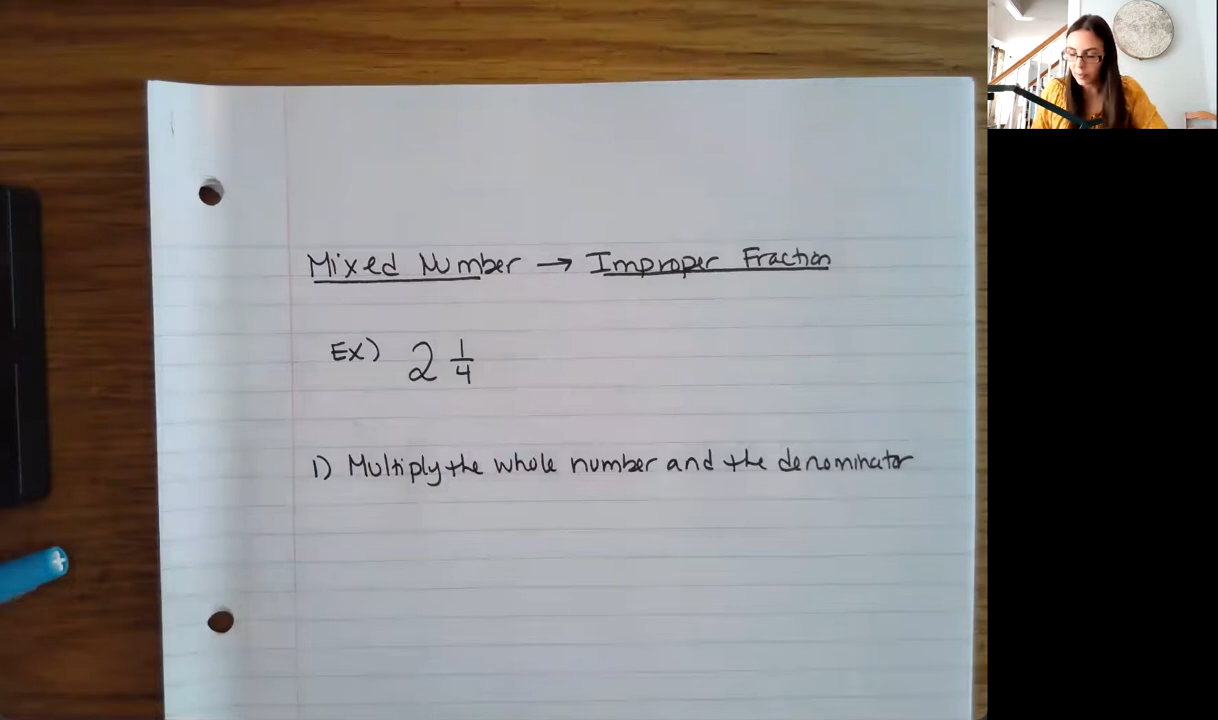 Mixed Number → Improper Fraction
Ex) 2 1/4
1) Multiply the whole number and the denominator